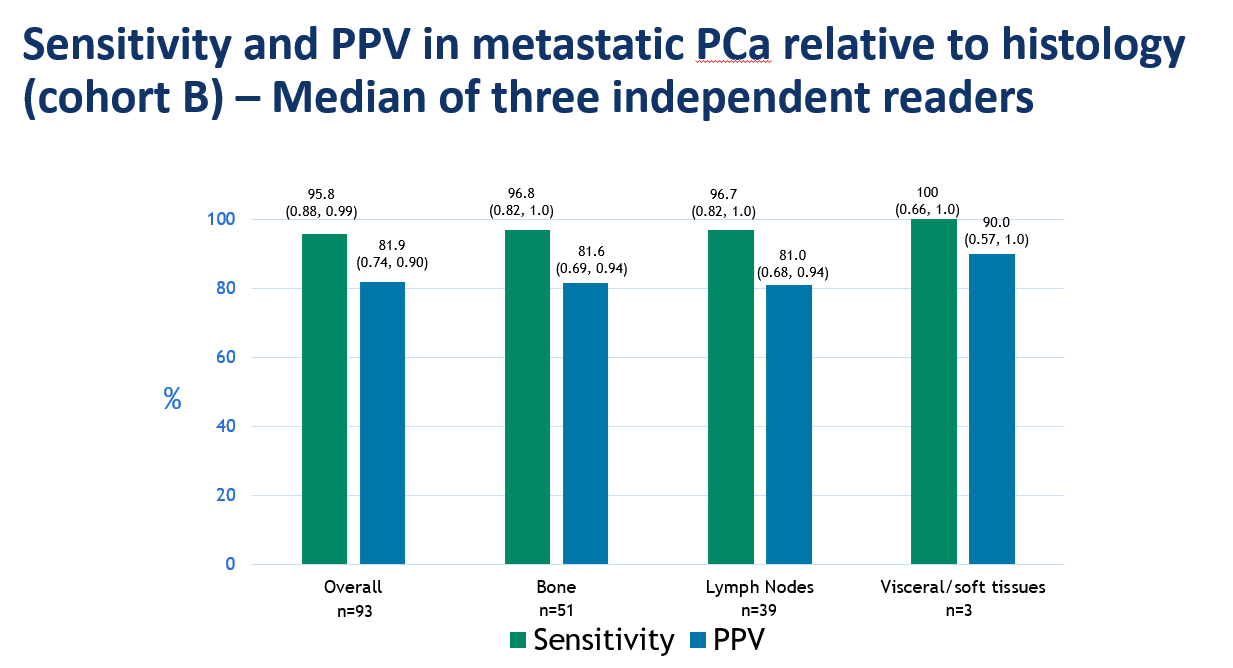 Sensitivity and PPV in metastatic PCa relative to histology
(cohort B) – Median of three independent readers
95.8
(0.88, 0.99)
81.9
(0.74, 0.90)
96.8
(0.82, 1.0)
81.6
(0.69, 0.94)
96.7
(0.82, 1.0)
81.0
(0.68, 0.94)
100
(0.66, 1.0)
90.0
(0.57, 1.0)
100
80
60
40
20
0
%
Overall
n=93
Bone
n=51
Lymph Nodes
n=39
Visceral/soft tissues
n=3
Sensitivity PPV